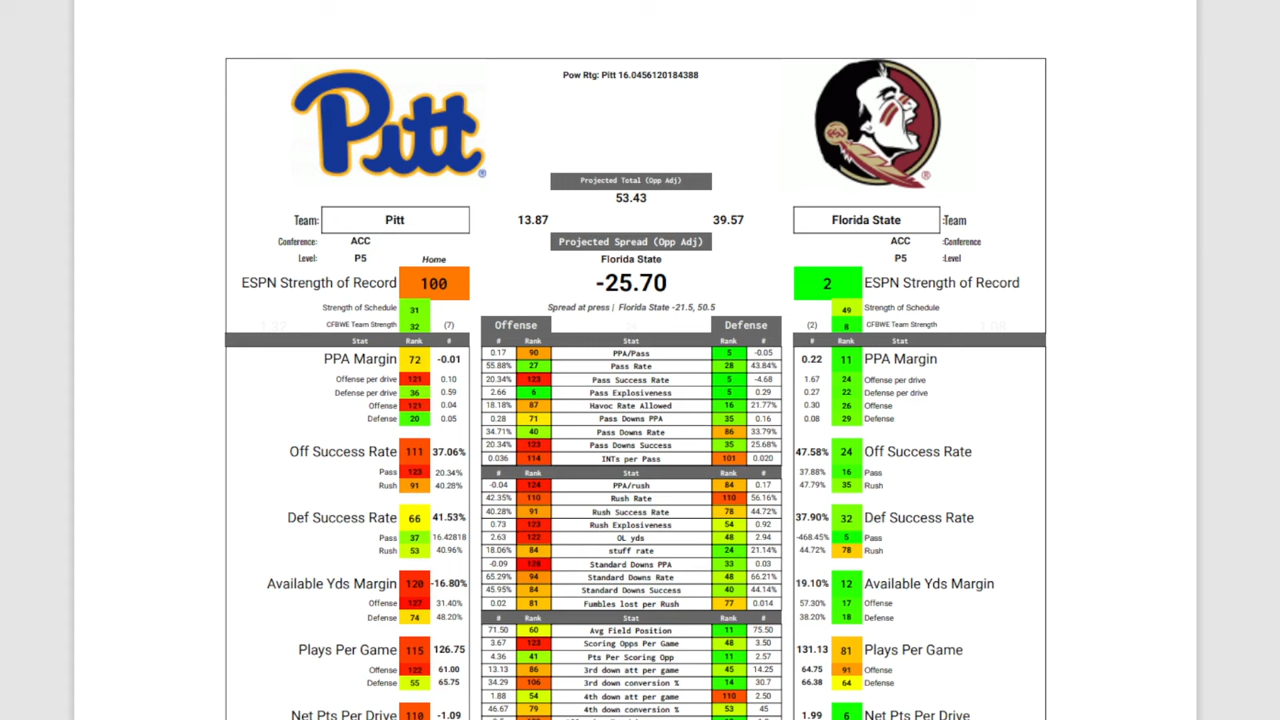 Pow Rtg: Pitt 16.0456120184388
Pitt
Projected Total (Opp Adj)
53.43
Team: Pitt 13.87 39.57 Florida State :Team
Conference: ACC Projected Spread (Opp Adj) ACC :Conference
Level: P5 Home Florida State P5 :Level
ESPN Strength of Record 100 -25.70 2 ESPN Strength of Record
Strength of Schedule 31 Spread at press | Florida State -21.5, 50.5 49 Strength of Schedule
CFBWE Team Strength 32 (7) Offense Defense (2) 8 CFBWE Team Strength
Stat Rank # # Rank Stat Rank # # Rank Stat
0.17 90 PPA/Pass 5 -0.05
PPA Margin 72 -0.01 55.88% 27 Pass Rate 28 43.84% 0.22 11 PPA Margin
Offense per drive 121 0.10 20.34% 123 Pass Success Rate 5 -4.68 1.67 24 Offense per drive
Defense per drive 36 0.59 2.66 6 Pass Explosiveness 5 0.29 0.27 22 Defense per drive
Offense 121 0.04 18.18% 87 Havoc Rate Allowed 16 21.77% 0.30 26 Offense
Defense 20 0.05 0.28 71 Pass Downs PPA 35 0.16 0.08 29 Defense
34.71% 40 Pass Downs Rate 86 33.79%
Off Success Rate 111 37.06% 20.34% 123 Pass Downs Success 35 25.68% 47.58% 24 Off Success Rate
0.036 114 INTs per Pass 101 0.020
Pass 123 20.34% # Rank Stat Rank # 37.88% 16 Pass
Rush 91 40.28% -0.04 124 PPA/rush 84 0.17 47.79% 35 Rush
42.35% 110 Rush Rate 110 56.16%
40.28% 91 Rush Success Rate 78 44.72%
Def Success Rate 66 41.53% 0.73 123 Rush Explosiveness 54 0.92 37.90% 32 Def Success Rate
Pass 37 16.42818 2.63 122 OL yds 48 2.94 -468.45% 5 Pass
Rush 53 40.96% 18.06% 84 stuff rate 24 21.14% 44.72% 78 Rush
-0.09 128 Standard Downs PPA 33 0.03
Available Yds Margin 120 -16.80% 65.29% 94 Standard Downs Rate 48 66.21% 19.10% 12 Available Yds Margin
45.95% 84 Standard Downs Success 40 44.14%
Offense 127 31.40% 0.02 81 Fumbles lost per Rush 77 0.014 57.30% 17 Offense
Defense 74 48.20% # Rank Stat Rank # 38.20% 18 Defense
71.50 60 Avg Field Position 11 75.50
3.67 123 Scoring Opps Per Game 48 3.50
Plays Per Game 115 126.75 4.36 41 Pts Per Scoring Opp 11 2.57 131.13 81 Plays Per Game
Offense 122 61.00 13.13 86 3rd down att per game 45 14.25 64.75 91 Offense
Defense 55 65.75 34.29 106 3rd down conversion % 14 30.7 66.38 64 Defense
1.88 54 4th down att per game 110 2.50
46.67 79 4th down conversion % 53 45
Net Pts Per Drive 110 -1.09 1.99 6 Net Pts Per Drive